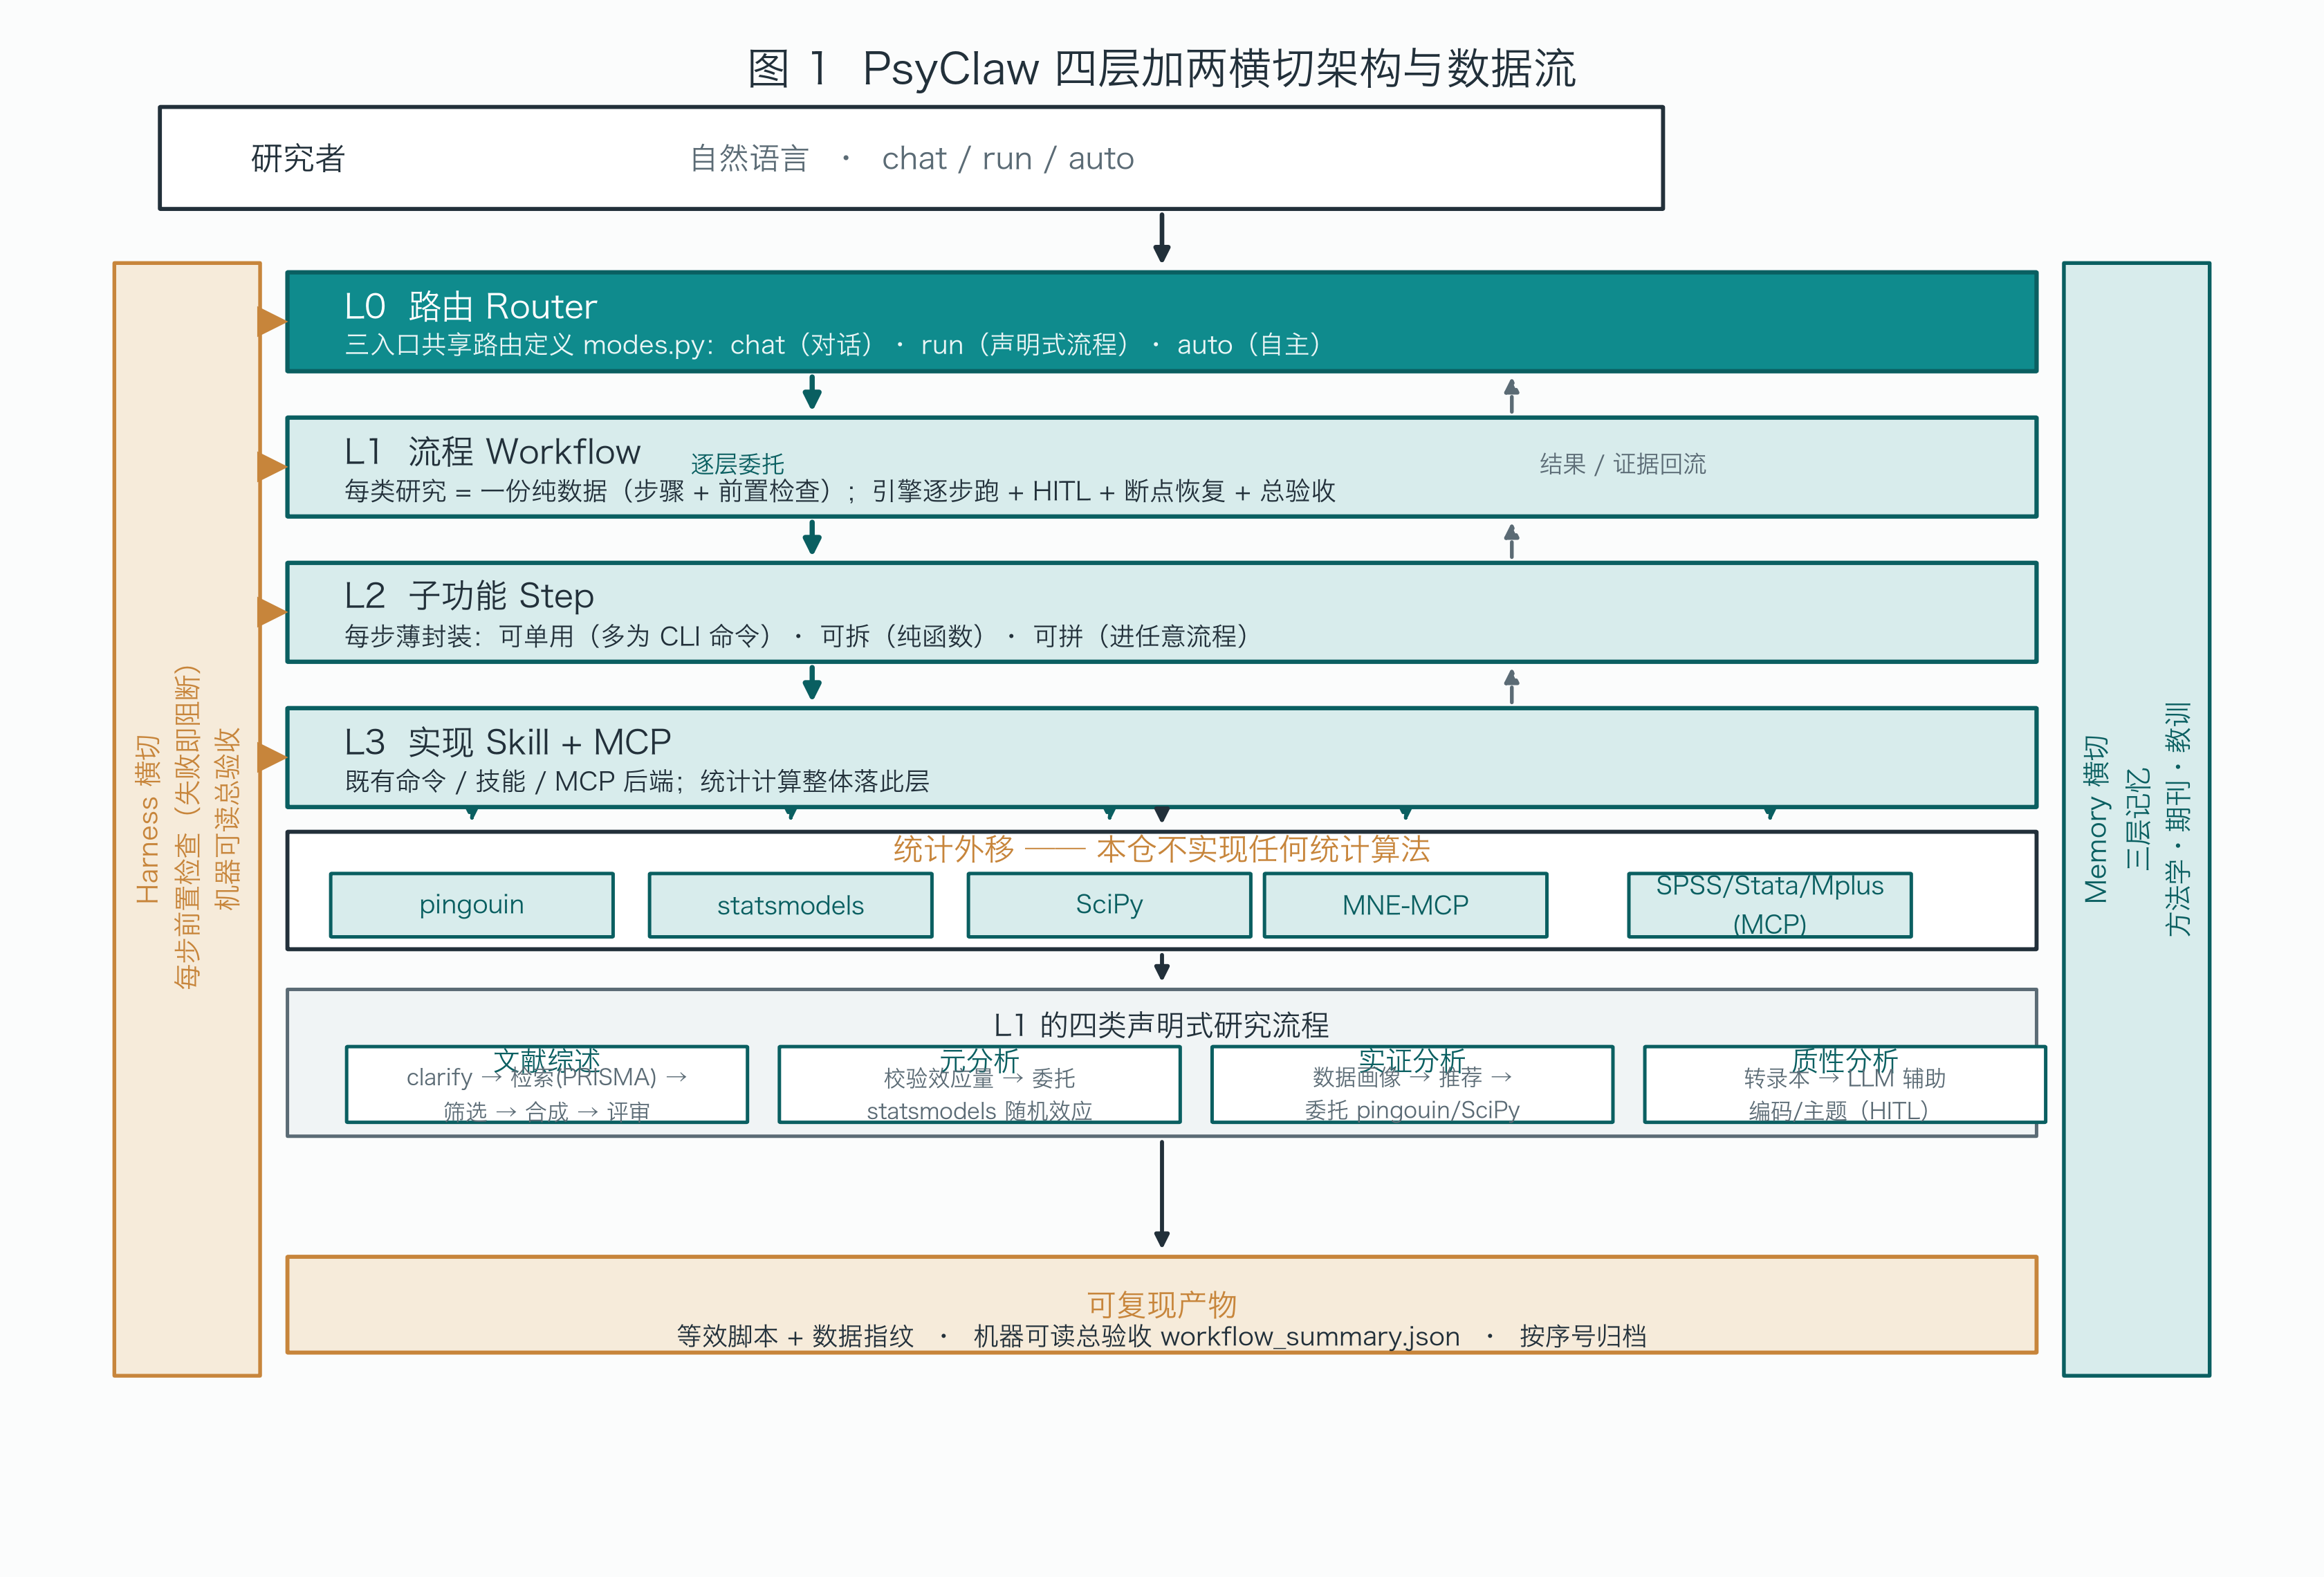 图 1  PsyClaw 四层加两横切架构与数据流
研究者
自然语言 · chat / run / auto
L0 路由 Router
三入口共享路由定义 modes.py：chat（对话） · run（声明式流程） · auto（自主）
L1 流程 Workflow
逐层委托
结果 / 证据回流
每类研究 = 一份纯数据（步骤 + 前置检查）；引擎逐步跑 + HITL + 断点恢复 + 总验收
L2 子功能 Step
每步薄封装：可单用（多为 CLI 命令） · 可拆（纯函数） · 可拼（进任意流程）
L3 实现 Skill + MCP
既有命令 / 技能 / MCP 后端；统计计算整体落此层
Harness 横切
每步前置检查（失败即阻断）
机器可读总验收
Memory 横切
三层记忆
方法学 · 期刊 · 教训
统计外移 —— 本仓不实现任何统计算法
pingouin
statsmodels
SciPy
MNE-MCP
SPSS/Stata/Mplus
(MCP)
L1 的四类声明式研究流程
文献综述
clarify → 检索(PRISMA) →
筛选 → 合成 → 评审
元分析
校验效应量 → 委托
statsmodels 随机效应
实证分析
数据画像 → 推荐 →
委托 pingouin/SciPy
质性分析
转录本 → LLM 辅助
编码/主题（HITL）
可复现产物
等效脚本 + 数据指纹 · 机器可读总验收 workflow_summary.json · 按序号归档